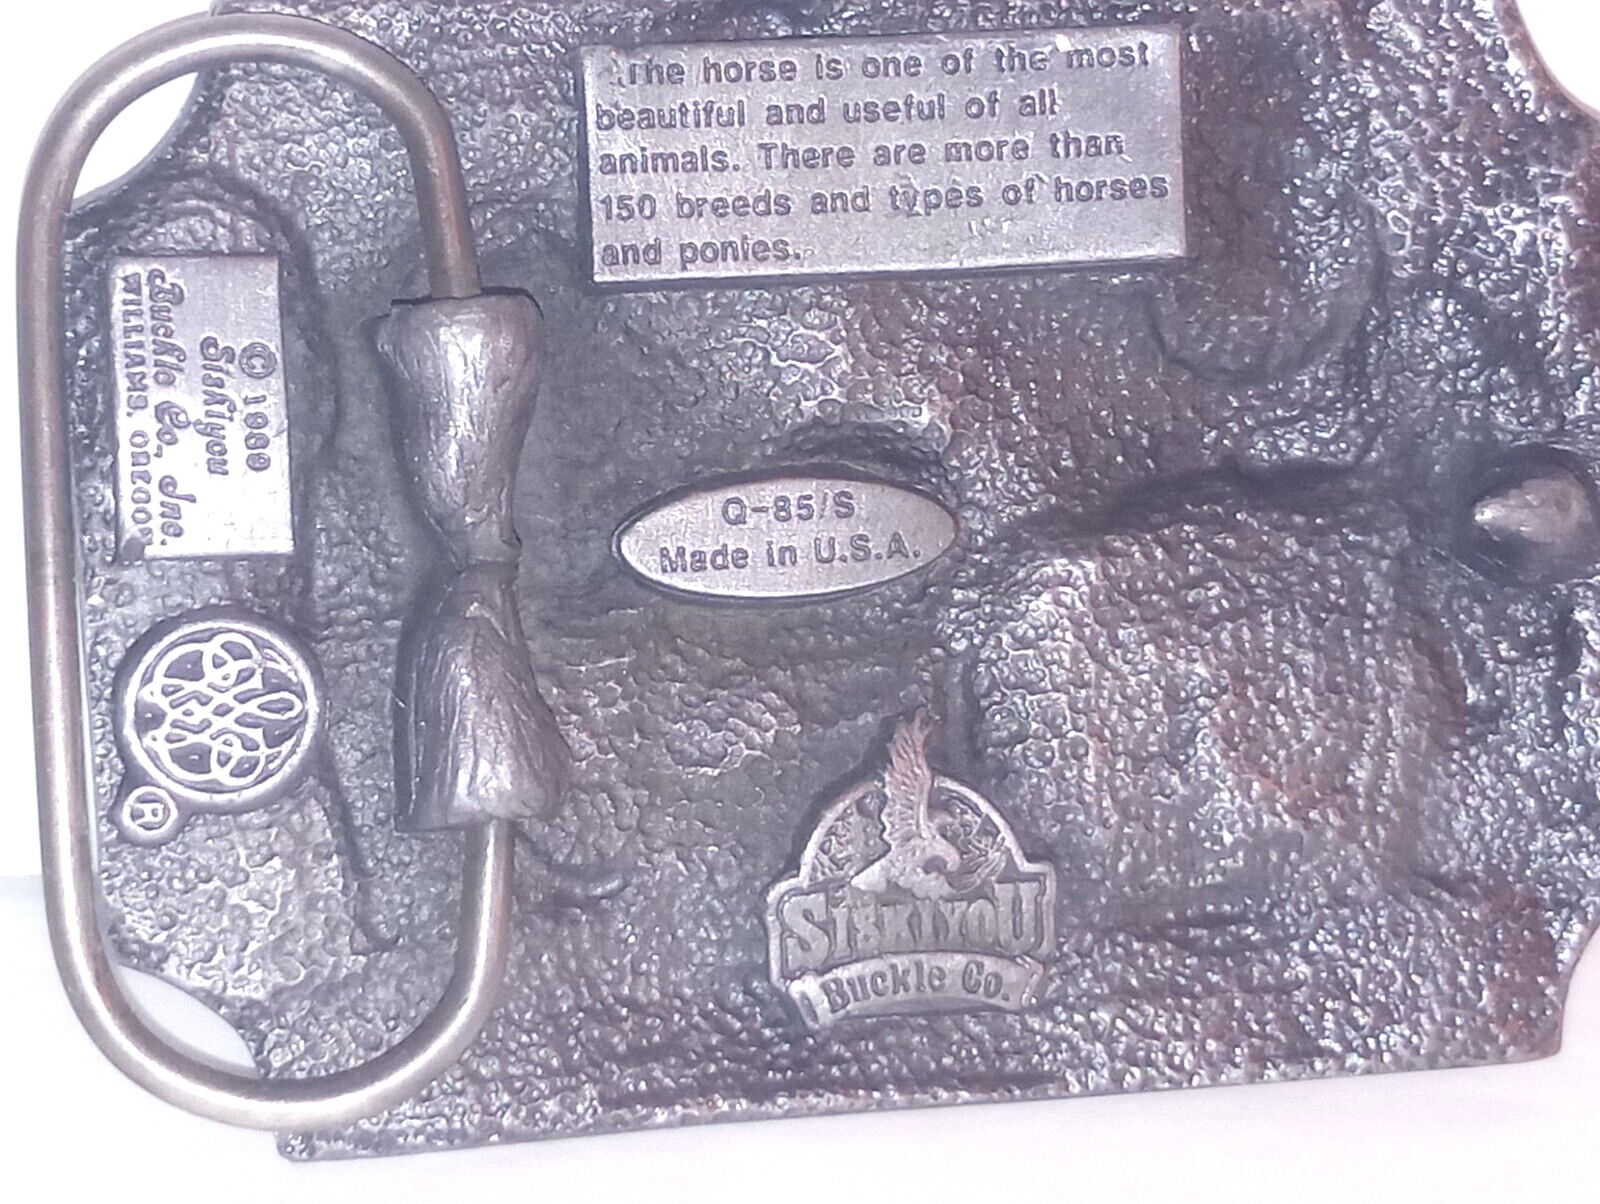 The horse is one of the most
beautiful and useful of all
animals. There are more than
150 breeds and types of horses
and ponies.
© 1989
Siskiyou
Buckle Co., Inc.
WILLIAMS, OREGON
Q-85/S
Made in U.S.A.
®
SISKIYOU
Buckle Co.